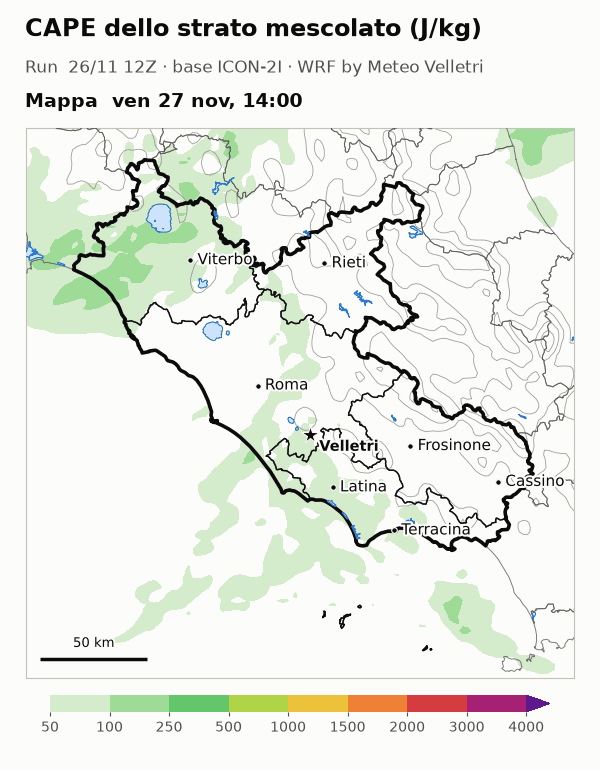 CAPE dello strato mescolato (J/kg)
Run 26/11 12Z · base ICON-2I · WRF by Meteo Velletri
Mappa ven 27 nov, 14:00
Viterbo
Rieti
Roma
Velletri
Frosinone
Cassino
Latina
Terracina
50 km
50 100 250 500 1000 1500 2000 3000 4000